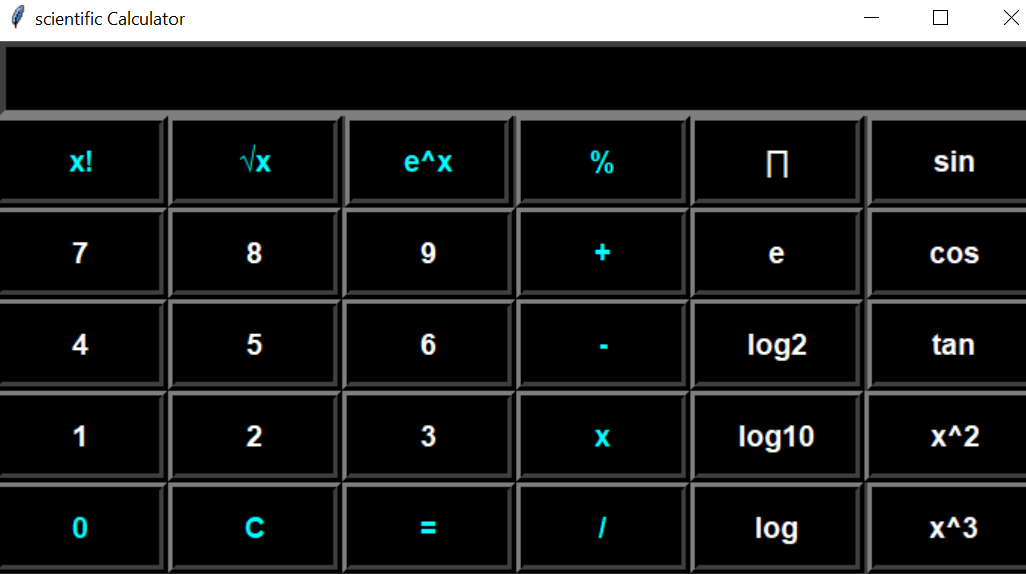 scientific Calculator
x! √x e^x % ∏ sin
7 8 9 + e cos
4 5 6 - log2 tan
1 2 3 x log10 x^2
0 C = / log x^3